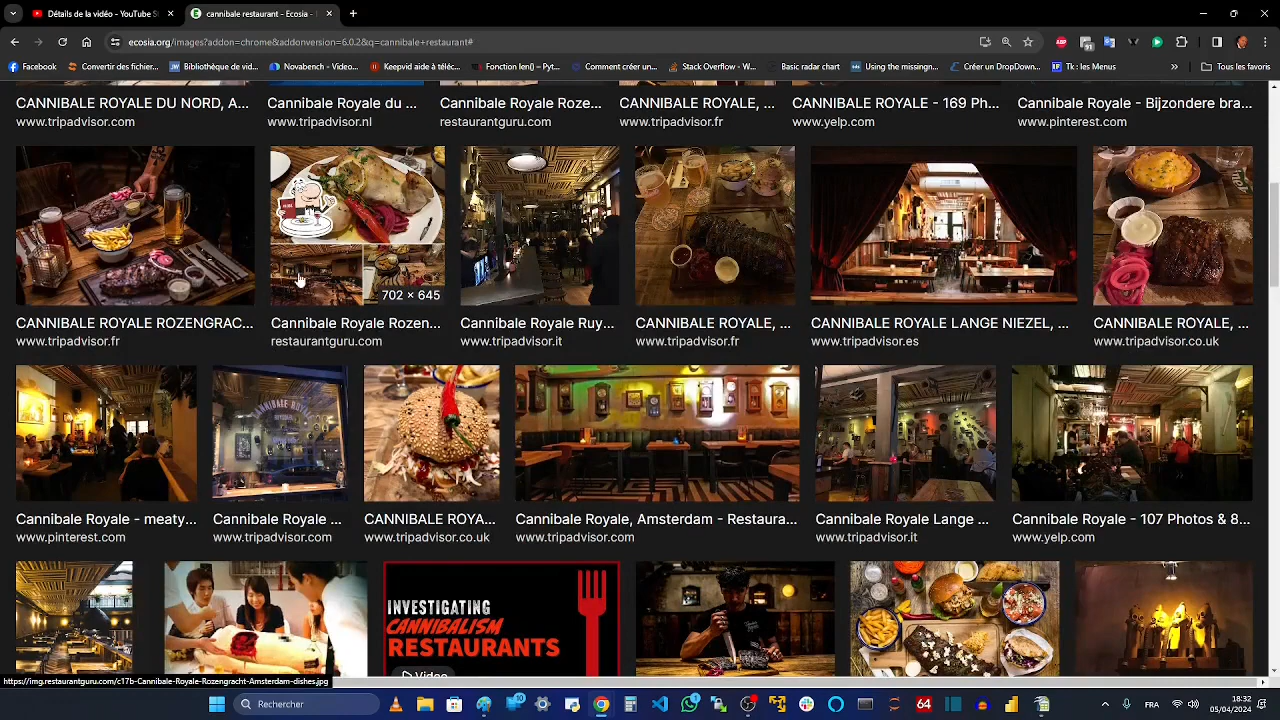 Détails de la vidéo - YouTube S
cannibale restaurant - Ecosia -
ecosia.org/images?addon=chrome&addonversion=6.0.2&q=cannibale+restaurant#
91
Facebook
Convertir des fichier...
Bibliothèque de vid...
Novabench - Video...
Keepvid aide à téléc...
Fonction len() – Pyt...
Comment créer un...
Stack Overflow - W...
Basic radar chart
Using the missingn...
Créer un DropDown...
Tk : les Menus
Tous les favoris
CANNIBALE ROYALE DU NORD, A...
Cannibale Royale du ...
Cannibale Royale Roze...
CANNIBALE ROYALE, ...
CANNIBALE ROYALE - 169 Ph...
Cannibale Royale - Bijzondere bra...
www.tripadvisor.com
www.tripadvisor.nl
restaurantguru.com
www.tripadvisor.fr
www.yelp.com
www.pinterest.com
702 × 645
CANNIBALE ROYALE ROZENGRAC...
Cannibale Royale Rozen...
Cannibale Royale Ruy...
CANNIBALE ROYALE, ...
CANNIBALE ROYALE LANGE NIEZEL, ...
CANNIBALE ROYALE, ...
www.tripadvisor.fr
restaurantguru.com
www.tripadvisor.it
www.tripadvisor.fr
www.tripadvisor.es
www.tripadvisor.co.uk
Cannibale Royale - meaty...
Cannibale Royale ...
CANNIBALE ROYA...
Cannibale Royale, Amsterdam - Restaura...
Cannibale Royale Lange ...
Cannibale Royale - 107 Photos & 8...
www.pinterest.com
www.tripadvisor.com
www.tripadvisor.co.uk
www.tripadvisor.com
www.tripadvisor.it
www.yelp.com
INVESTIGATING
CANNIBALISM
RESTAURANTS
Video
https://img.restaurantguru.com/c17b-Cannibale-Royale-Rozengracht-Amsterdam-dishes.jpg
Rechercher
10
1
64
FRA
18:32
05/04/2024